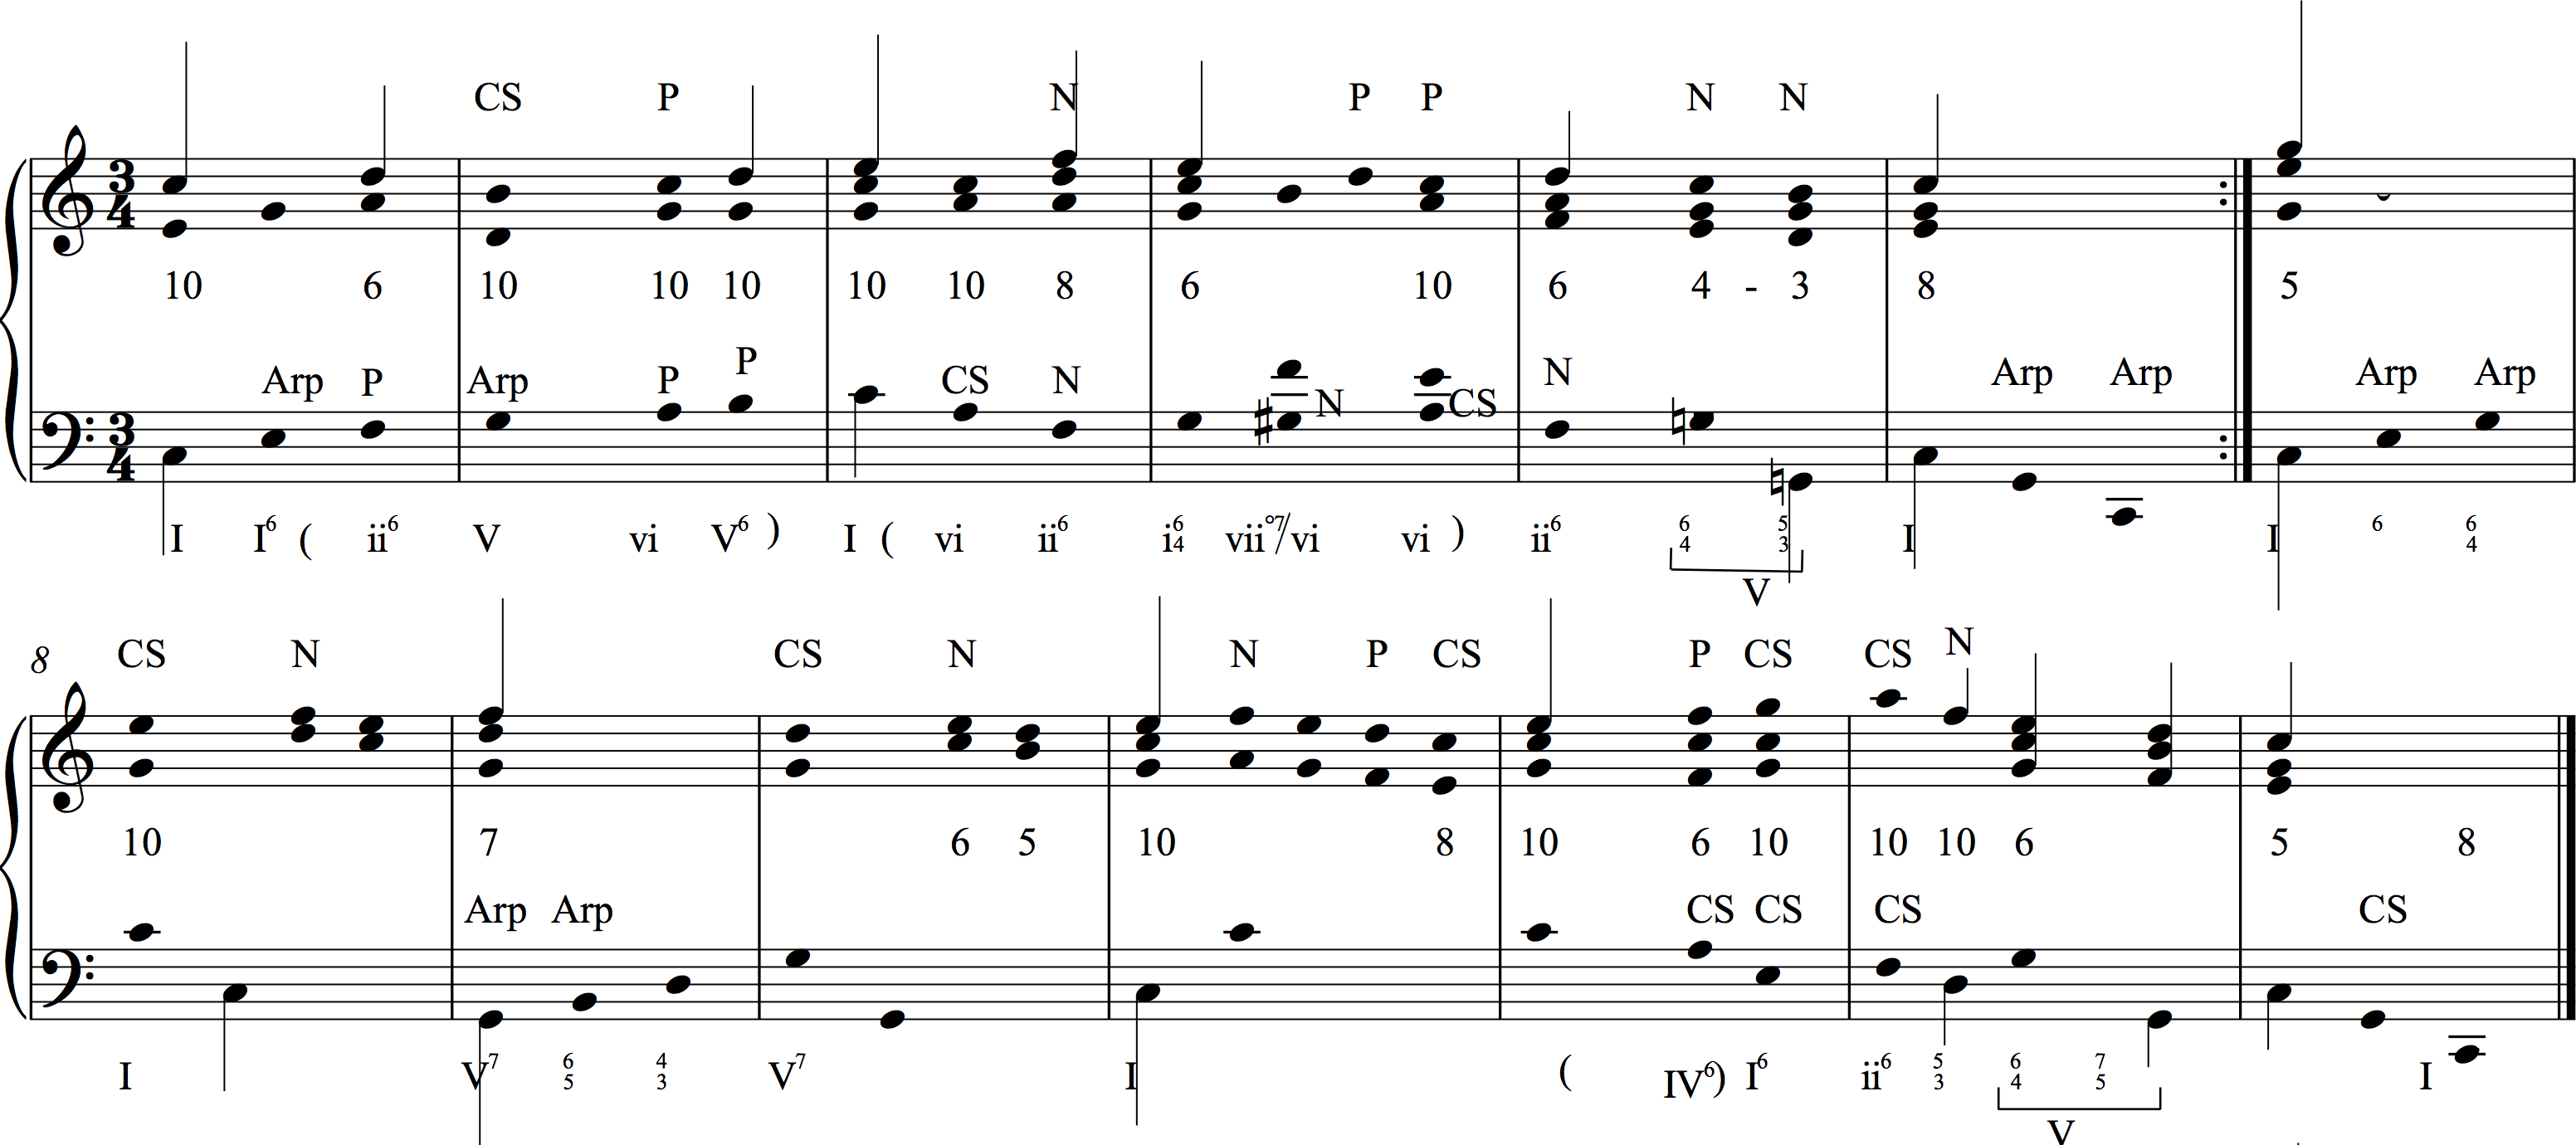 CS P N P P N N
3 4
10 6 10 10 10 10 10 8 6 10 6 4 - 3 8 5
Arp P Arp P P CS N N CS N Arp Arp Arp Arp
3 4
I I6 ( ii6 V vi V6 ) I ( vi ii6 i6 4 vii°7/vi vi ) ii6 6 4 5 3 I I 6 6 4
V
8 CS N CS N N P CS P CS CS N
10 7 6 5 10 8 10 6 10 10 10 6 5 8
Arp Arp CS CS CS CS
I V7 6 5 4 3 V7 I ( IV6) I6 ii6 5 3 6 4 7 5 I
V